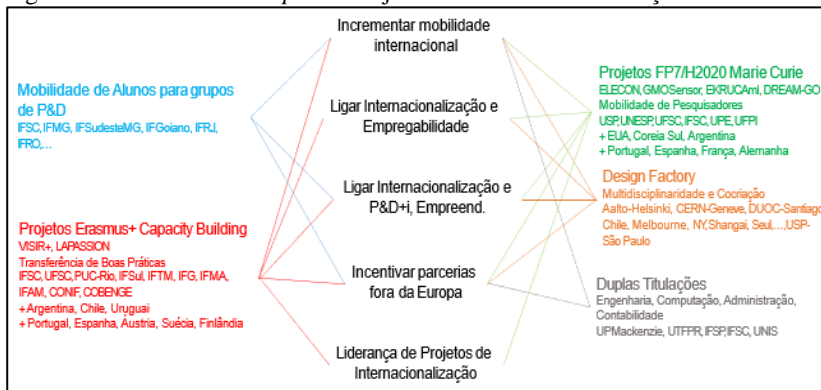 Incrementar mobilidade
internacional
Mobilidade de Alunos para grupos
de P&D
IFSC, IFMG, IFSudesteMG, IFGoiano, IFRJ,
IFRO,...
Projetos Erasmus+ Capacity Building
VISIR+, LAPASSION
Transferência de Boas Práticas
IFSC, UFSC, PUC-Rio, IFSul, IFTM, IFG, IFMA,
IFAM, CONIF, COBENGE
+ Argentina, Chile, Uruguai
+ Portugal, Espanha, Áustria, Suécia, Finlândia
Ligar Internacionalização e
Empregabilidade
Ligar Internacionalização e
P&D+i, Empreend.
Incentivar parcerias
fora da Europa
Liderança de Projetos de
Internacionalização
Projetos FP7/H2020 Marie Curie
ELECON, GMOSensor, EKRUCAmI, DREAM-GO
Mobilidade de Pesquisadores
USP,UNESP,UFSC, IFSC, UPE, UFPI
+ EUA, Coreia Sul, Argentina
+ Portugal, Espanha, França, Alemanha
Design Factory
Multidisciplinaridade e Cocriação
Aalto-Helsinki, CERN-Geneve, DUOC-Santiago
Chile, Melbourne, NY,Shangai, Seul,...,USP-
São Paulo
Duplas Titulações
Engenharia, Computação, Administração,
Contabilidade
UPMackenzie, UTFPR, IFSP,IFSC, UNIS